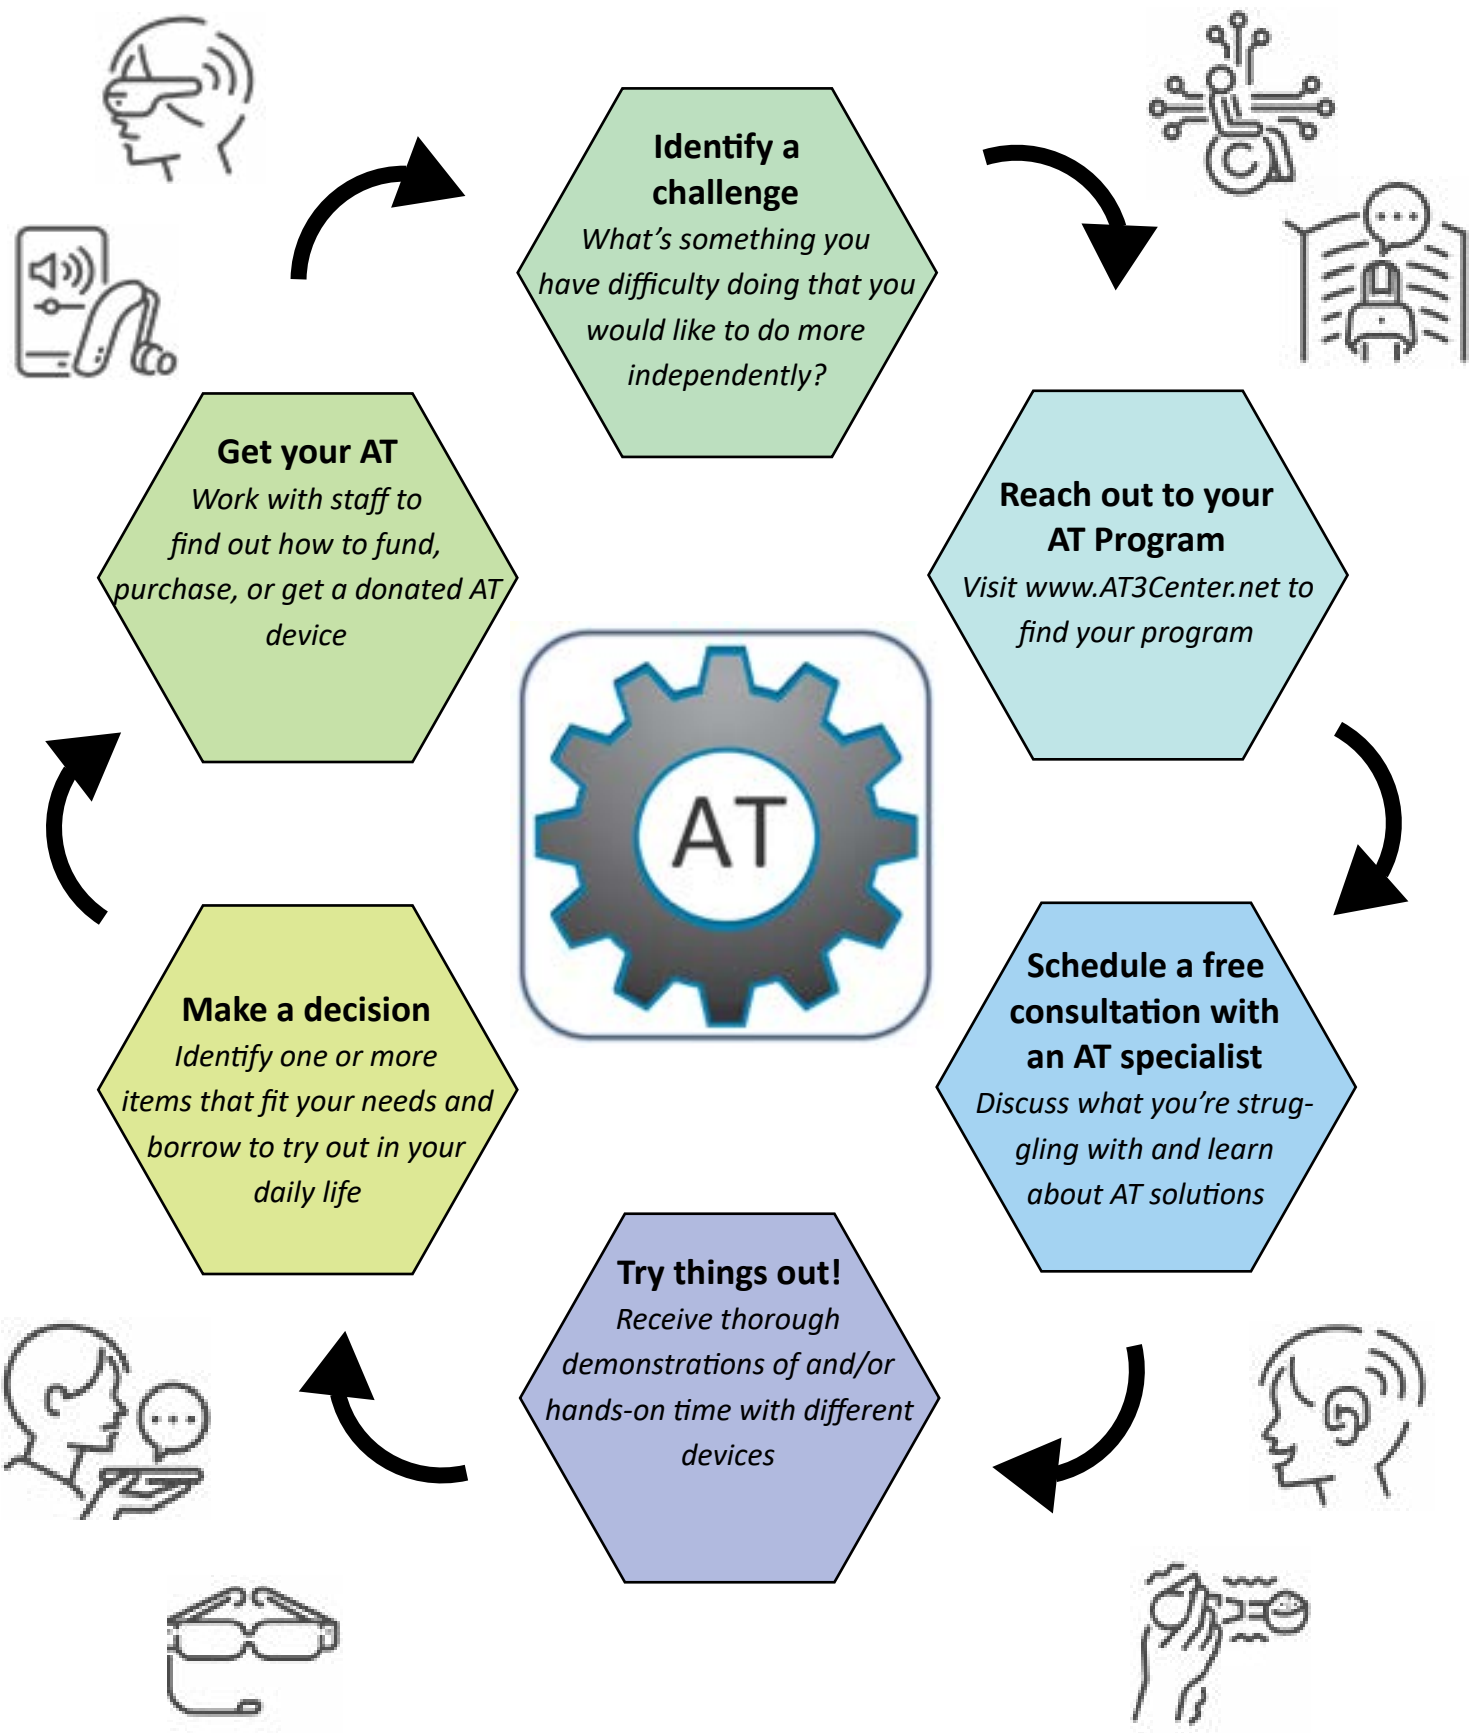 Identify a
challenge
What's something you
have difficulty doing that you
would like to do more
independently?
Reach out to your
AT Program
Visit www.AT3Center.net to
find your program
Schedule a free
consultation with
an AT specialist
Discuss what you're strug-
gling with and learn
about AT solutions
Try things out!
Receive thorough
demonstrations of and/or
hands-on time with different
devices
Make a decision
Identify one or more
items that fit your needs and
borrow to try out in your
daily life
Get your AT
Work with staff to
find out how to fund,
purchase, or get a donated AT
device
AT